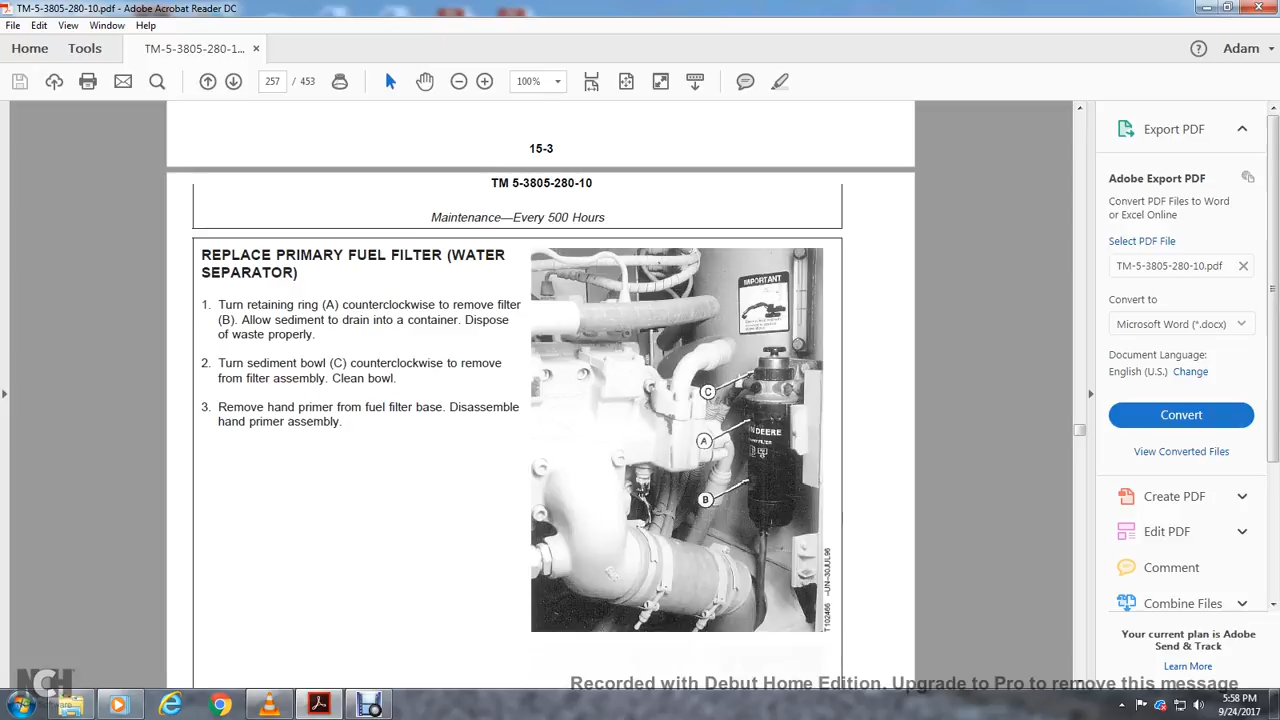 TM-5-3805-280-10.pdf - Adobe Acrobat Reader DC
File Edit View Window Help
Home Tools TM-5-3805-280-1... × Adam
257 / 453 100%
15-3
TM 5-3805-280-10
Maintenance—Every 500 Hours
REPLACE PRIMARY FUEL FILTER (WATER
SEPARATOR)
1. Turn retaining ring (A) counterclockwise to remove filter
(B). Allow sediment to drain into a container. Dispose
of waste properly.
2. Turn sediment bowl (C) counterclockwise to remove
from filter assembly. Clean bowl.
3. Remove hand primer from fuel filter base. Disassemble
hand primer assembly.
IMPORTANT
C
A
B
DEERE
T102466 –UN–30JUL96
Export PDF
Adobe Export PDF
Convert PDF Files to Word
or Excel Online
Select PDF File
TM-5-3805-280-10.pdf
Convert to
Microsoft Word (*.docx)
Document Language:
English (U.S.) Change
Convert
View Converted Files
Create PDF
Edit PDF
Comment
Combine Files
Your current plan is Adobe
Send & Track
Learn More
NCH
Recorded with Debut Home Edition. Upgrade to Pro to remove this message
5:58 PM
9/24/2017